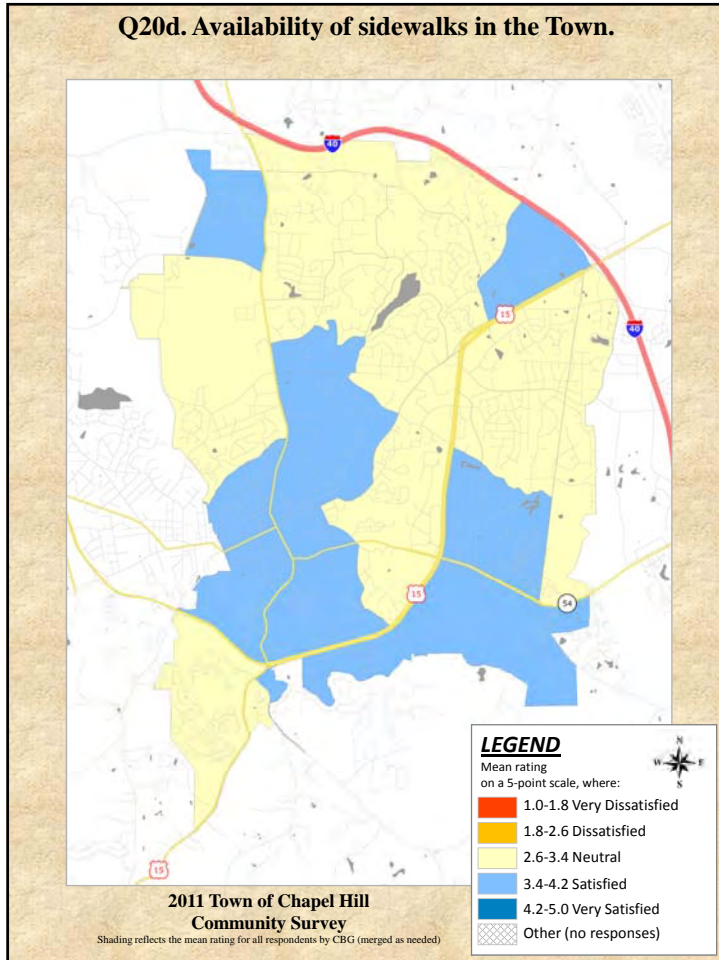 Q20d. Availability of sidewalks in the Town.
40
15
40
54
15
15
LEGEND
Mean rating
on a 5-point scale, where:
N
W E
S
1.0-1.8 Very Dissatisfied
1.8-2.6 Dissatisfied
2.6-3.4 Neutral
3.4-4.2 Satisfied
4.2-5.0 Very Satisfied
Other (no responses)
2011 Town of Chapel Hill
Community Survey
Shading reflects the mean rating for all respondents by CBG (merged as needed)